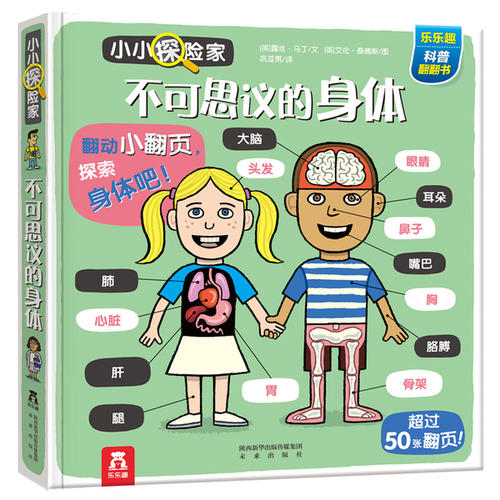 小小探险家
不可思议的身体
乐乐趣
小小探险家
[英]露丝·马丁/文 [英]艾伦·桑德斯/图
巩亚男/译
乐乐趣
科普
翻翻书
不可思议的身体
翻动小翻页,
探索
身体吧!
大脑
头发
眼睛
耳朵
鼻子
嘴巴
胸
胳膊
骨架
肺
心脏
肝
腿
胃
超过
50张翻页!
陕西新华出版传媒集团
未来出版社
乐乐趣